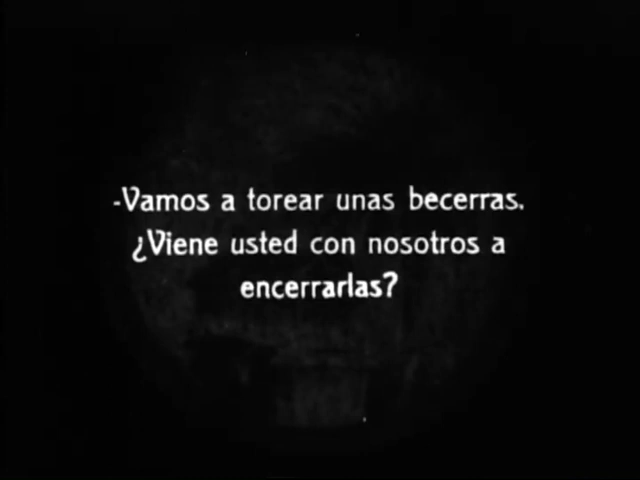 -Vamos a torear unas becerras.
¿Viene usted con nosotros a
encerrarlas?